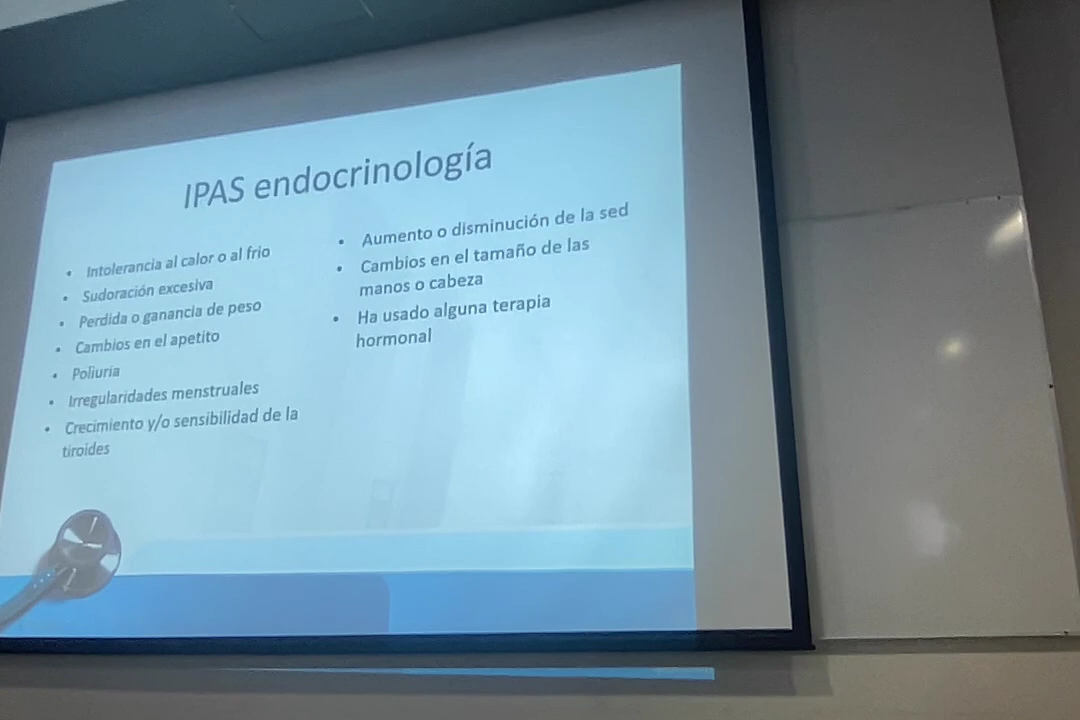 IPAS endocrinología
• Intolerancia al calor o al frio
• Sudoración excesiva
• Perdida o ganancia de peso
• Cambios en el apetito
• Poliuria
• Irregularidades menstruales
• Crecimiento y/o sensibilidad de la
tiroides
• Aumento o disminución de la sed
• Cambios en el tamaño de las
manos o cabeza
• Ha usado alguna terapia
hormonal